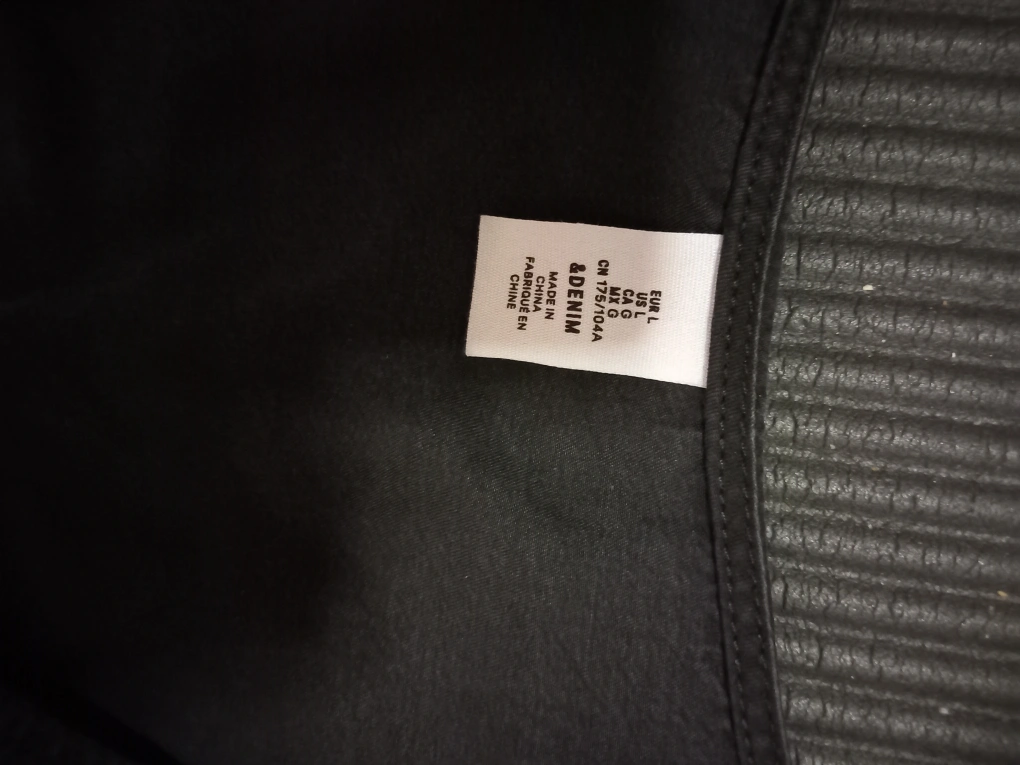 EUR L
US L
CA G
MX G
CN 175/104A
&DENIM
MADE IN
CHINA
FABRIQUÉ EN
CHINE